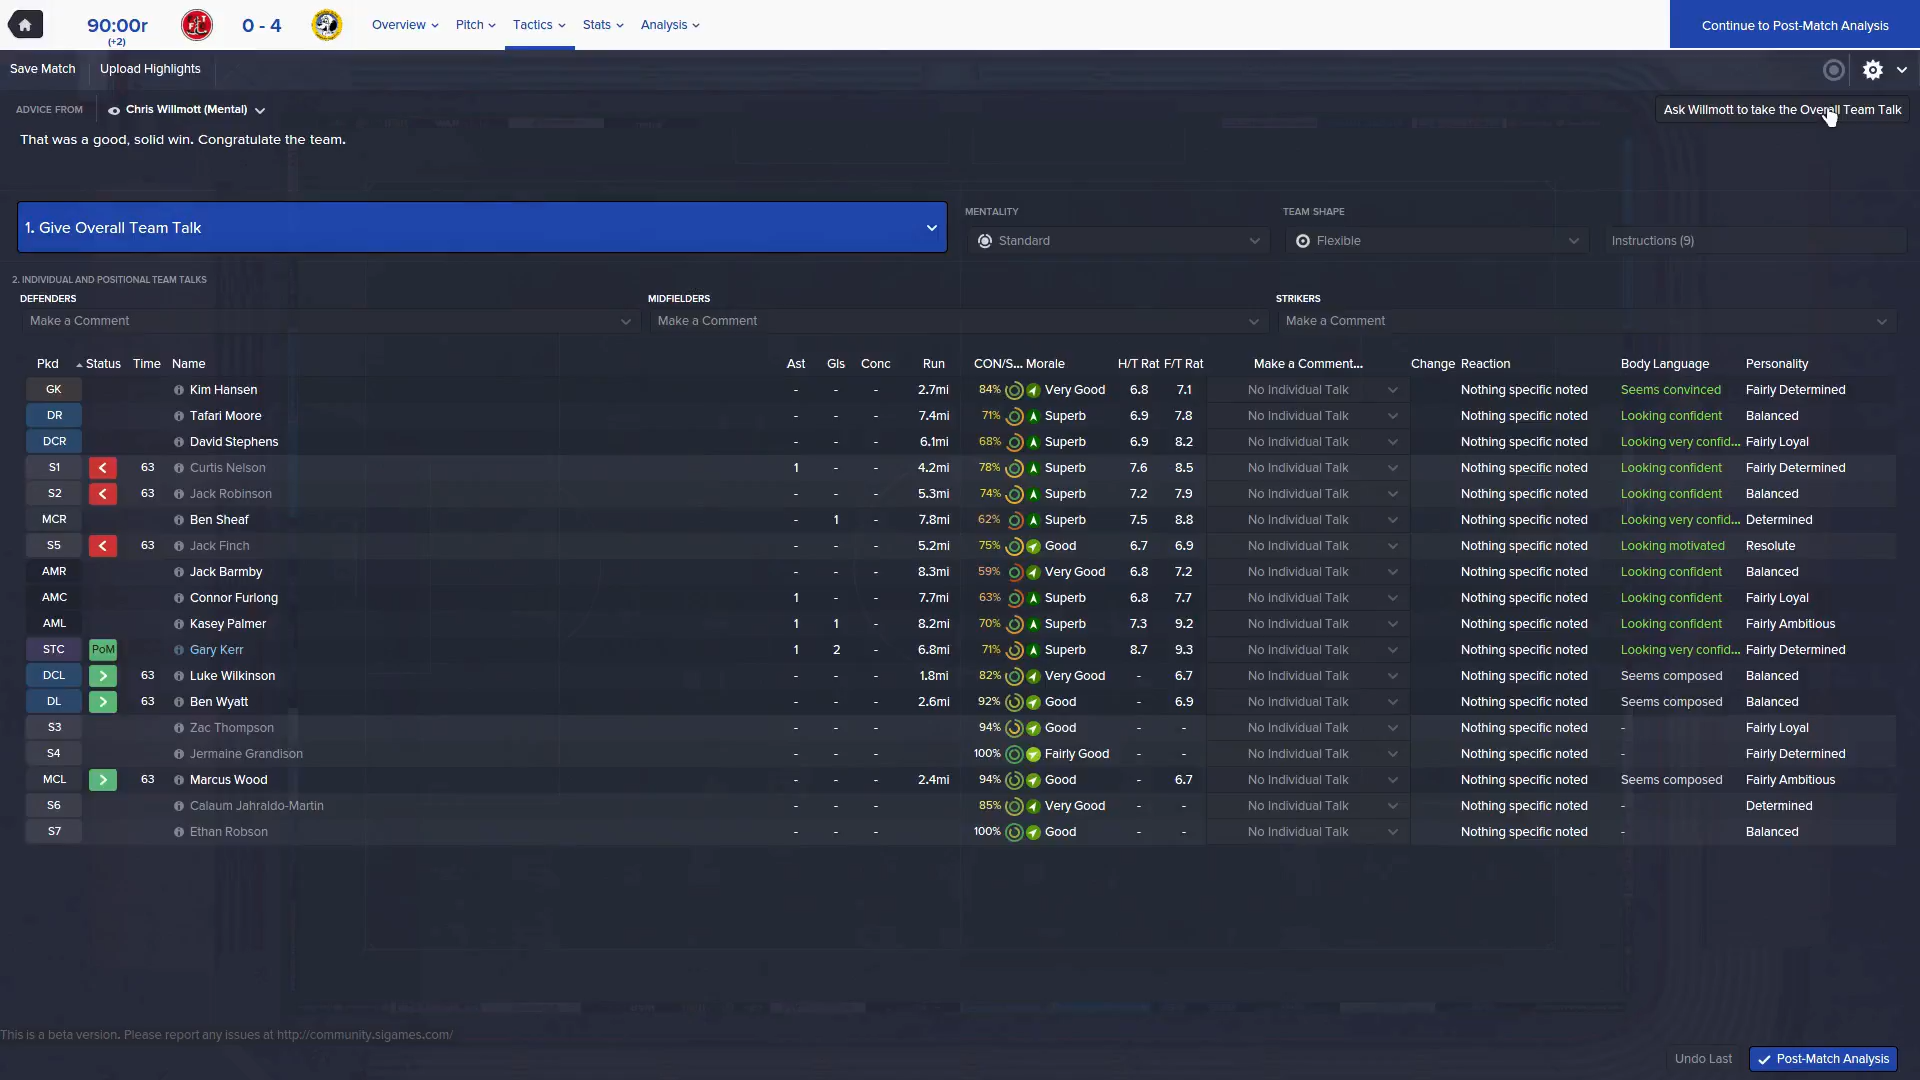 90:00r
(+2)
0 - 4
Overview Pitch Tactics Stats Analysis
Continue to Post-Match Analysis
Save Match Upload Highlights
ADVICE FROM Chris Willmott (Mental)
Ask Willmott to take the Overall Team Talk
That was a good, solid win. Congratulate the team.
1. Give Overall Team Talk
MENTALITY TEAM SHAPE
Standard Flexible Instructions (9)
2. INDIVIDUAL AND POSITIONAL TEAM TALKS
DEFENDERS MIDFIELDERS STRIKERS
Make a Comment Make a Comment Make a Comment
Pkd Status Time Name Ast Gls Conc Run CON/S... Morale H/T Rat F/T Rat Make a Comment... Change Reaction Body Language Personality
GK Kim Hansen - - - 2.7mi 84% Very Good 6.8 7.1 No Individual Talk Nothing specific noted Seems convinced Fairly Determined
DR Tafari Moore - - - 7.4mi 71% Superb 6.9 7.8 No Individual Talk Nothing specific noted Looking confident Balanced
DCR David Stephens - - - 6.1mi 68% Superb 6.9 8.2 No Individual Talk Nothing specific noted Looking very confid... Fairly Loyal
S1 63 Curtis Nelson 1 - - 4.2mi 78% Superb 7.6 8.5 No Individual Talk Nothing specific noted Looking confident Fairly Determined
S2 63 Jack Robinson - - - 5.3mi 74% Superb 7.2 7.9 No Individual Talk Nothing specific noted Looking confident Balanced
MCR Ben Sheaf - 1 - 7.8mi 62% Superb 7.5 8.8 No Individual Talk Nothing specific noted Looking very confid... Determined
S5 63 Jack Finch - - - 5.2mi 75% Good 6.7 6.9 No Individual Talk Nothing specific noted Looking motivated Resolute
AMR Jack Barmby - - - 8.3mi 59% Very Good 6.8 7.2 No Individual Talk Nothing specific noted Looking confident Balanced
AMC Connor Furlong 1 - - 7.7mi 63% Superb 6.8 7.7 No Individual Talk Nothing specific noted Looking confident Fairly Loyal
AML Kasey Palmer 1 1 - 8.2mi 70% Superb 7.3 9.2 No Individual Talk Nothing specific noted Looking confident Fairly Ambitious
STC PoM Gary Kerr 1 2 - 6.8mi 71% Superb 8.7 9.3 No Individual Talk Nothing specific noted Looking very confid... Fairly Determined
DCL 63 Luke Wilkinson - - - 1.8mi 82% Very Good - 6.7 No Individual Talk Nothing specific noted Seems composed Balanced
DL 63 Ben Wyatt - - - 2.6mi 92% Good - 6.9 No Individual Talk Nothing specific noted Seems composed Balanced
S3 Zac Thompson - - - 94% Good - - No Individual Talk Nothing specific noted - Fairly Loyal
S4 Jermaine Grandison - - - 100% Fairly Good - - No Individual Talk Nothing specific noted - Fairly Determined
MCL 63 Marcus Wood - - - 2.4mi 94% Good - 6.7 No Individual Talk Nothing specific noted Seems composed Fairly Ambitious
S6 Calaum Jahraldo-Martin - - - 85% Very Good - - No Individual Talk Nothing specific noted - Determined
S7 Ethan Robson - - - 100% Good - - No Individual Talk Nothing specific noted - Balanced
This is a beta version. Please report any issues at http://community.sigames.com/
Undo Last Post-Match Analysis